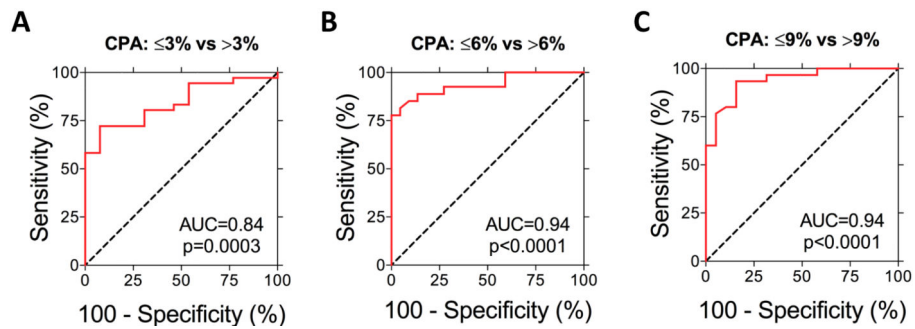 A
CPA: ≤3% vs >3%
Sensitivity (%)
100
75
50
25
0
AUC=0.84
p=0.0003
0 25 50 75 100
100 - Specificity (%)
B
CPA: ≤6% vs >6%
Sensitivity (%)
100
75
50
25
0
AUC=0.94
p<0.0001
0 25 50 75 100
100 - Specificity (%)
C
CPA: ≤9% vs >9%
Sensitivity (%)
100
75
50
25
0
AUC=0.94
p<0.0001
0 25 50 75 100
100 - Specificity (%)